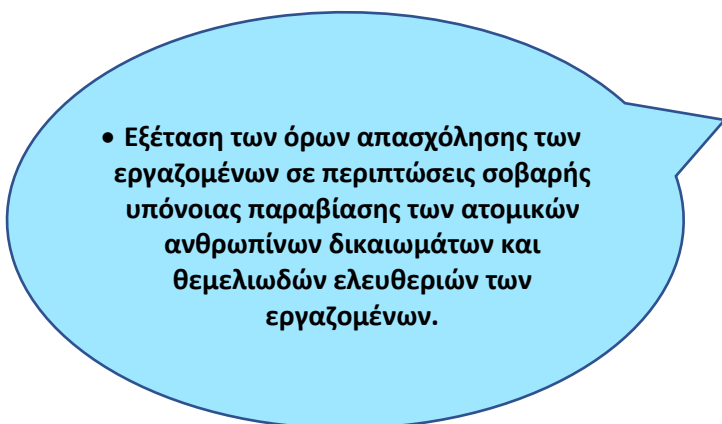 • Εξέταση των όρων απασχόλησης των
εργαζομένων σε περιπτώσεις σοβαρής
υπόνοιας παραβίασης των ατομικών
ανθρωπίνων δικαιωμάτων και
θεμελιωδών ελευθεριών των
εργαζομένων.